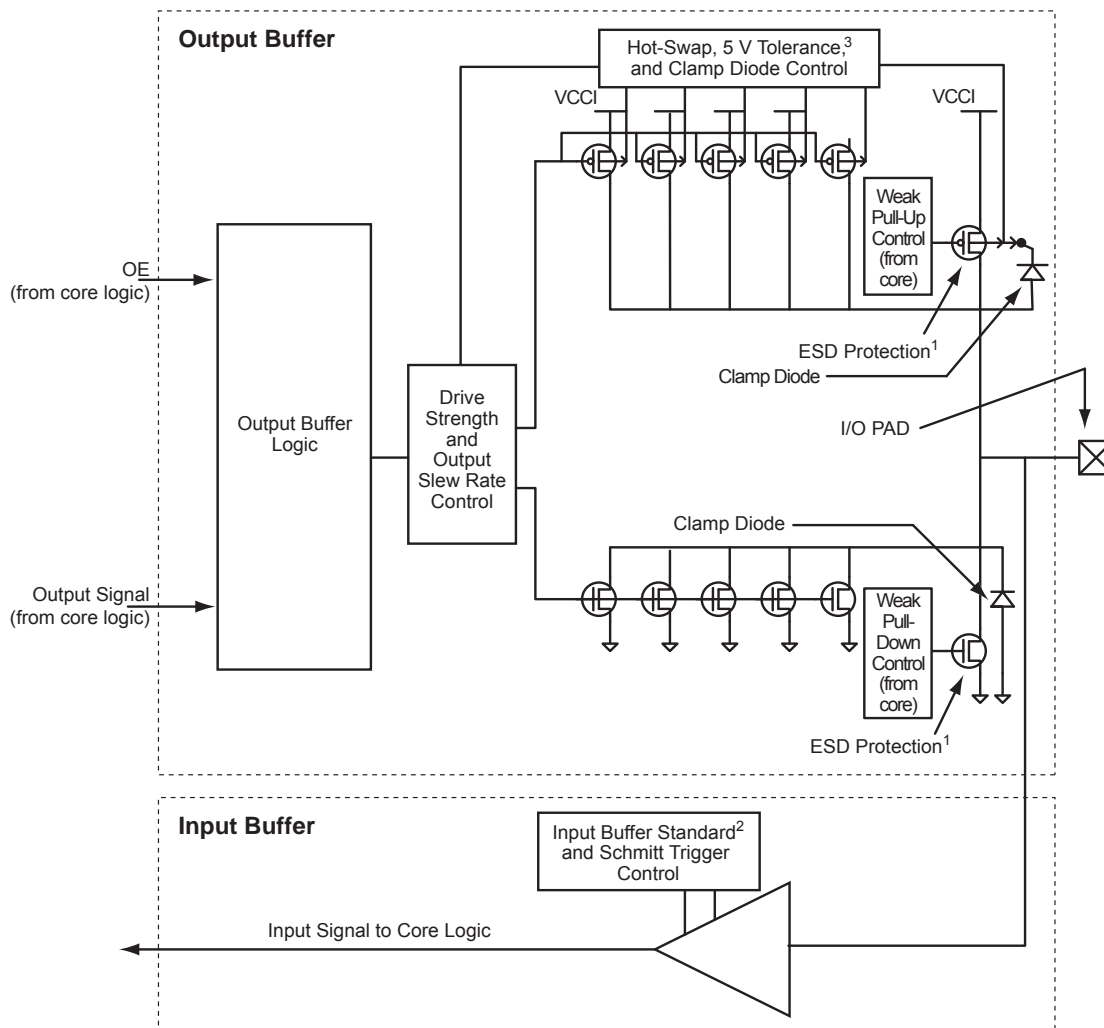 Output Buffer
Hot-Swap, 5 V Tolerance,3
and Clamp Diode Control
VCCI
VCCI
Weak
Pull-Up
Control
(from
core)
OE
(from core logic)
ESD Protection1
Clamp Diode
Drive
Strength
and
Output
Slew Rate
Control
Output Buffer
Logic
I/O PAD
Clamp Diode
Output Signal
(from core logic)
Weak
Pull-
Down
Control
(from
core)
ESD Protection1
Input Buffer
Input Buffer Standard2
and Schmitt Trigger
Control
Input Signal to Core Logic